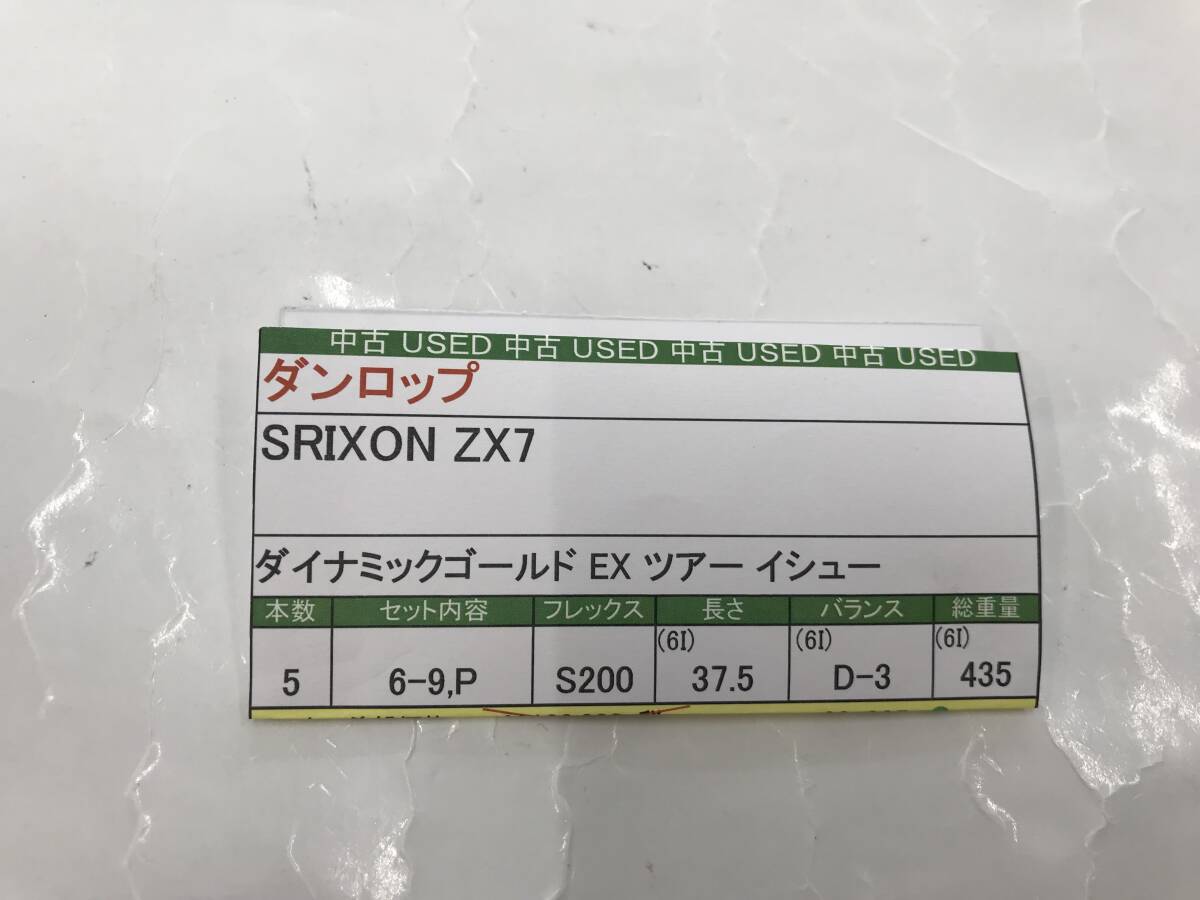 中古 USED 中古 USED 中古 USED 中古 USED
ダンロップ
SRIXON ZX7
ダイナミックゴールド EX ツアー イシュー
本数 セット内容 フレックス 長さ バランス 総重量
(6I) (6I) (6I)
5 6-9,P S200 37.5 D-3 435